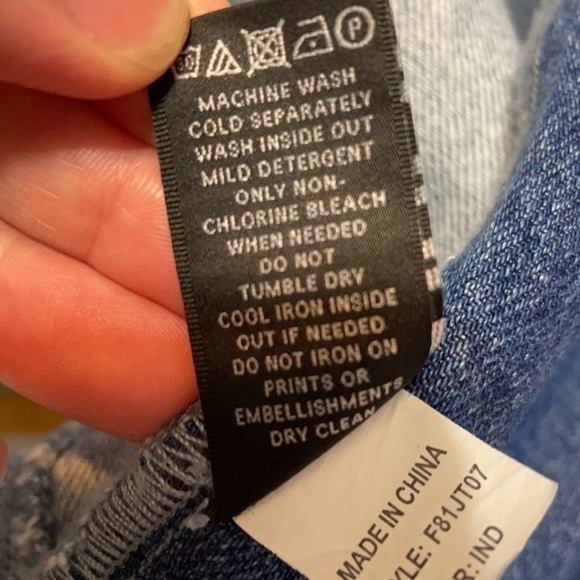 30
P
MACHINE WASH
COLD SEPARATELY
WASH INSIDE OUT
MILD DETERGENT
ONLY NON-
CHLORINE BLEACH
WHEN NEEDED
DO NOT
TUMBLE DRY
COOL IRON INSIDE
OUT IF NEEDED
DO NOT IRON ON
PRINTS OR
EMBELLISHMENTS
DRY CLEAN
MADE IN CHINA
YLE: F81JT07
R: IND